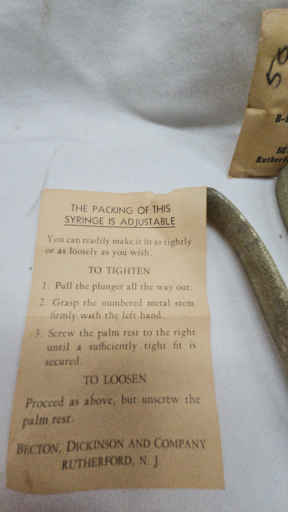 THE PACKING OF THIS
SYRINGE IS ADJUSTABLE
You can readily make it fit as tightly
or as loosely as you wish.
TO TIGHTEN
1. Pull the plunger all the way out.
2. Grasp the numbered metal stem
firmly with the left hand.
3. Screw the palm rest to the right
until a sufficiently tight fit is
secured.
TO LOOSEN
Proceed as above, but unscrew the
palm rest.
BECTON, DICKINSON AND COMPANY
RUTHERFORD, N. J.
50
Rutherford